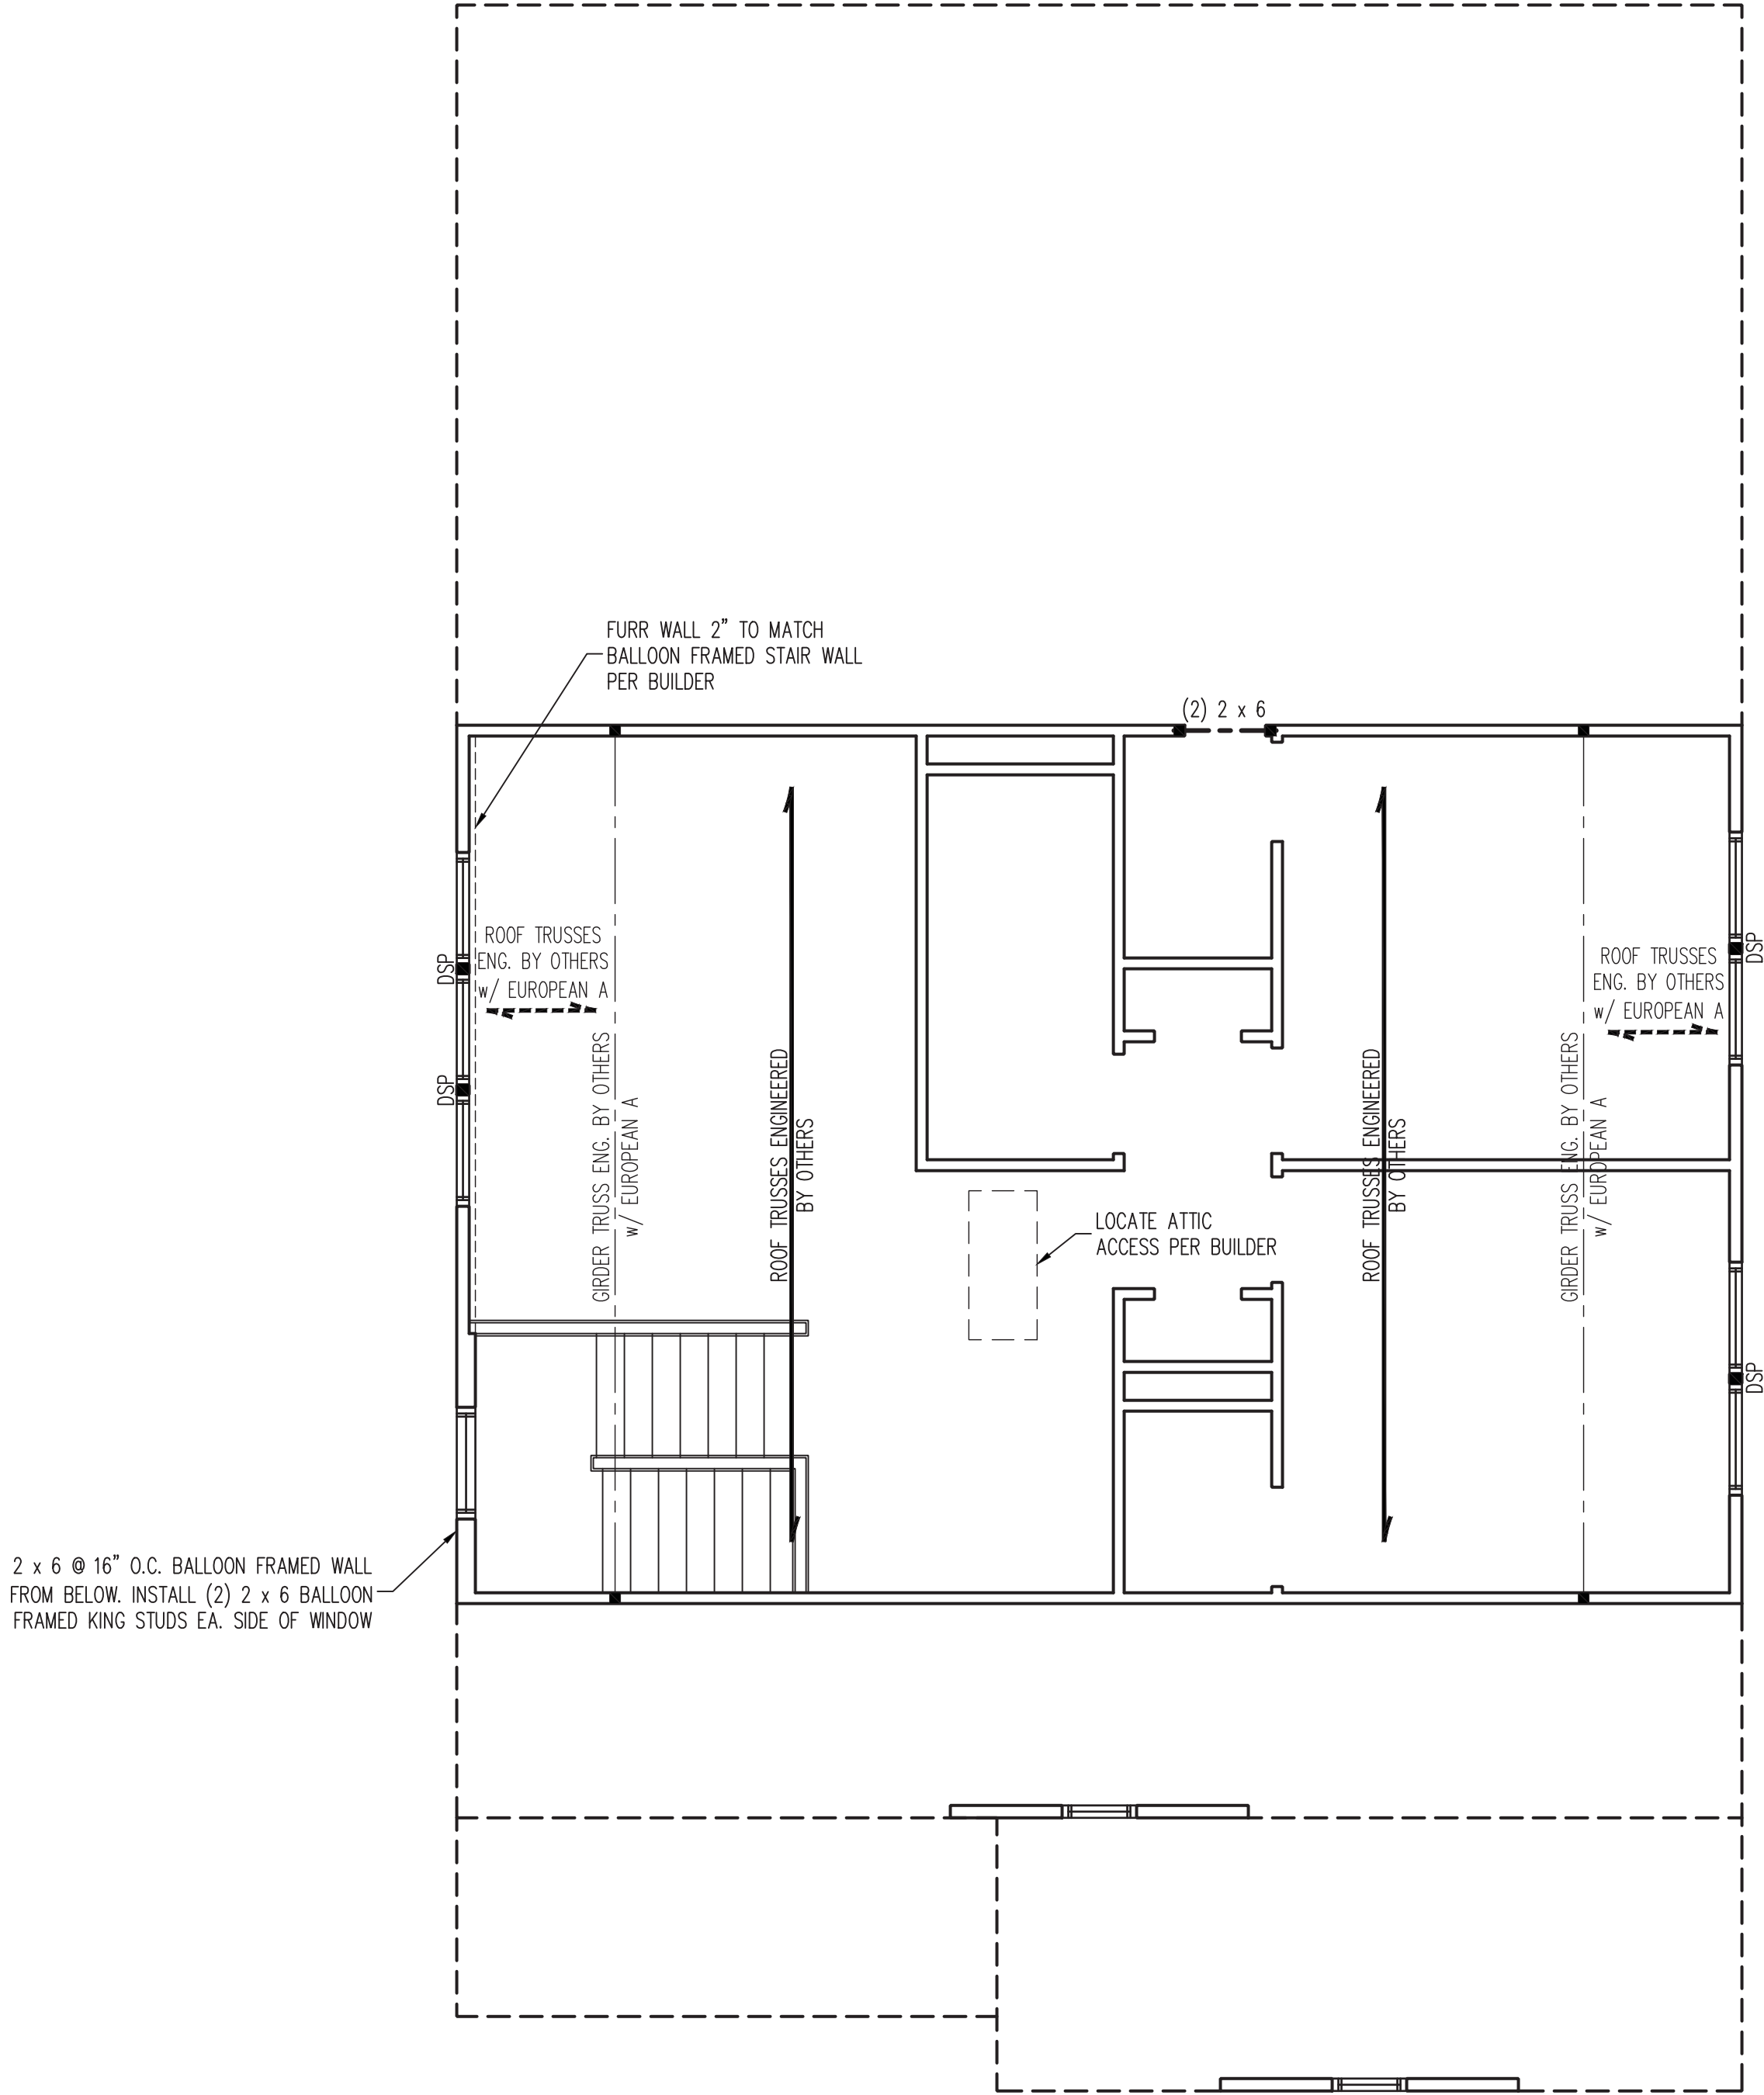 FURR WALL 2" TO MATCH
BALLOON FRAMED STAIR WALL
PER BUILDER
(2) 2 x 6
ROOF TRUSSES
ENG. BY OTHERS
w/ EUROPEAN A
DSP
DSP
GIRDER TRUSS ENG. BY OTHERS
w/ EUROPEAN A
ROOF TRUSSES ENGINEERED
BY OTHERS
LOCATE ATTIC
ACCESS PER BUILDER
ROOF TRUSSES ENGINEERED
BY OTHERS
GIRDER TRUSS ENG. BY OTHERS
w/ EUROPEAN A
ROOF TRUSSES
ENG. BY OTHERS
w/ EUROPEAN A
DSP
DSP
2 x 6 @ 16" O.C. BALLOON FRAMED WALL
FROM BELOW. INSTALL (2) 2 x 6 BALLOON
FRAMED KING STUDS EA. SIDE OF WINDOW